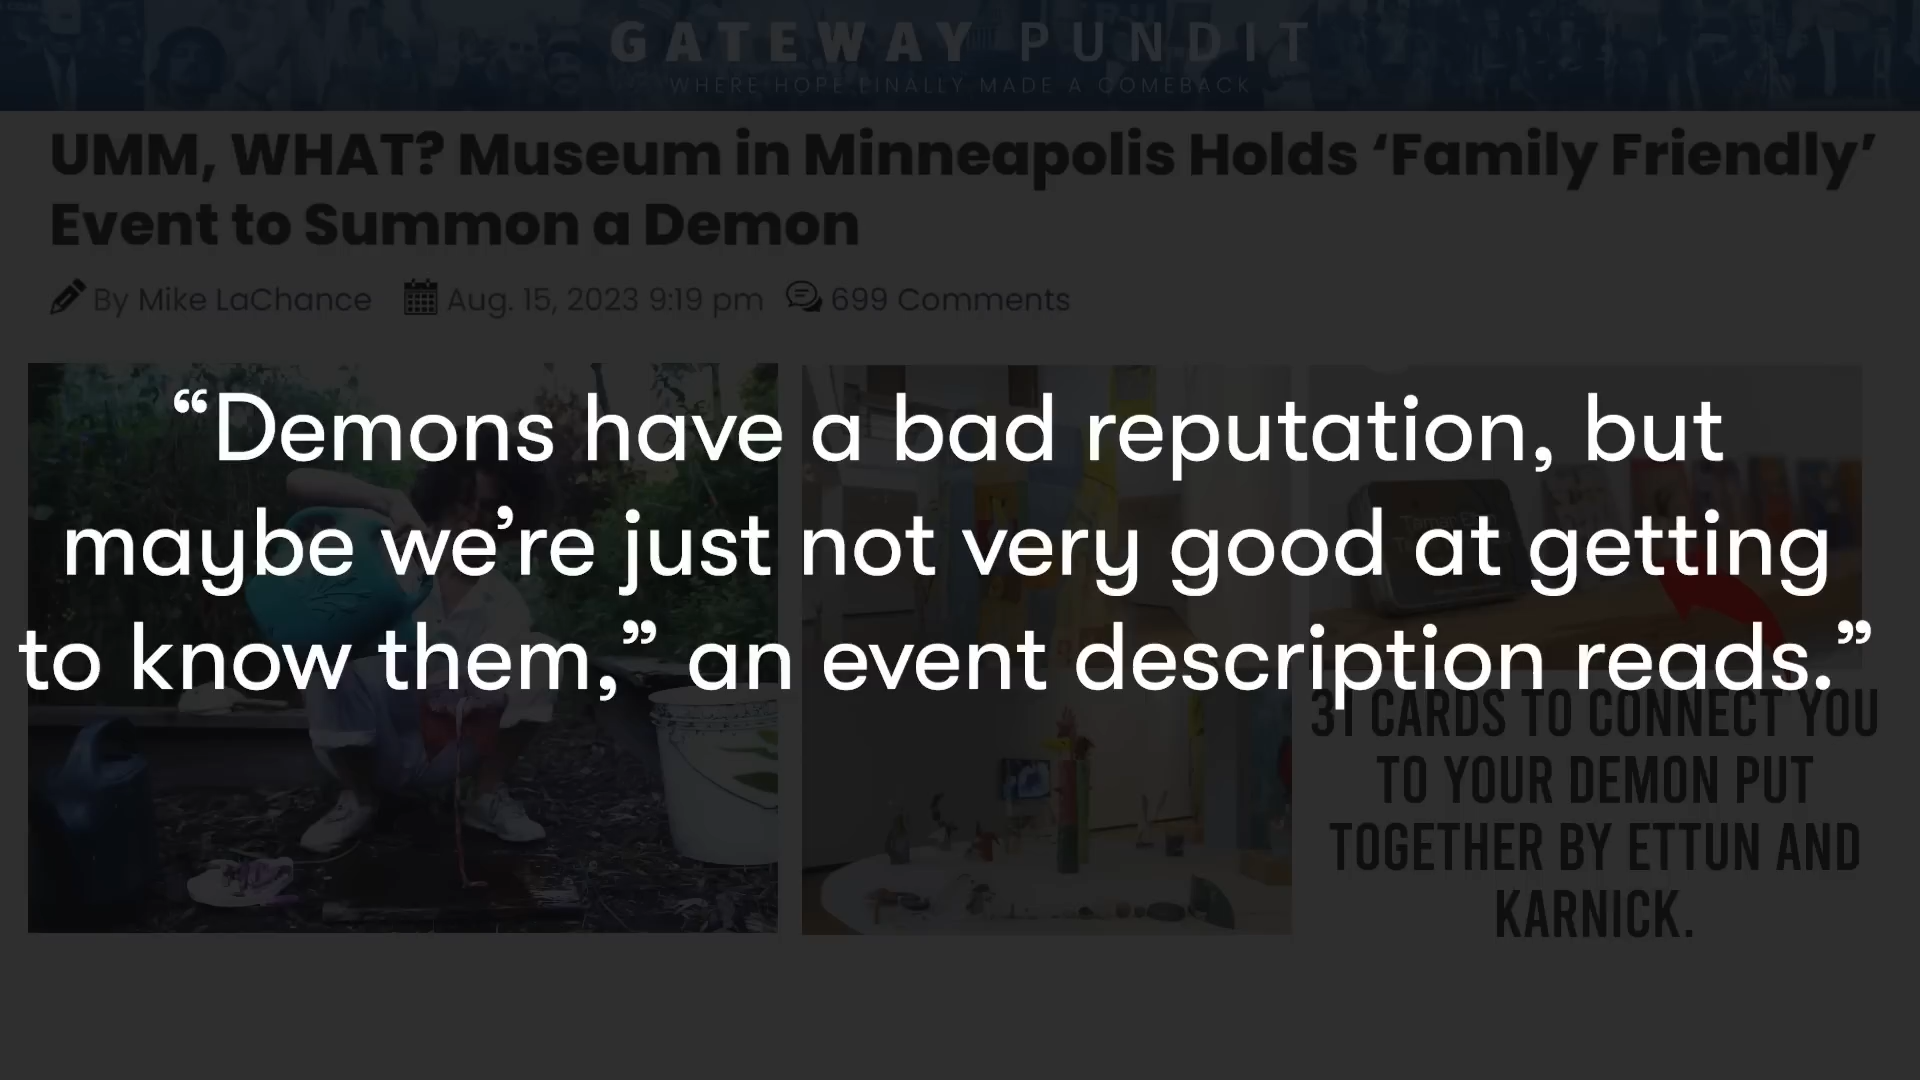 GATEWAY PUNDIT
WHERE HOPE FINALLY MADE A COMEBACK
UMM, WHAT? Museum in Minneapolis Holds ‘Family Friendly’
Event to Summon a Demon
By Mike LaChance Aug. 15, 2023 9:19 pm 699 Comments
“Demons have a bad reputation, but
maybe we’re just not very good at getting
to know them,” an event description reads.”
31 CARDS TO CONNECT YOU
TO YOUR DEMON PUT
TOGETHER BY ETTUN AND
KARNICK.